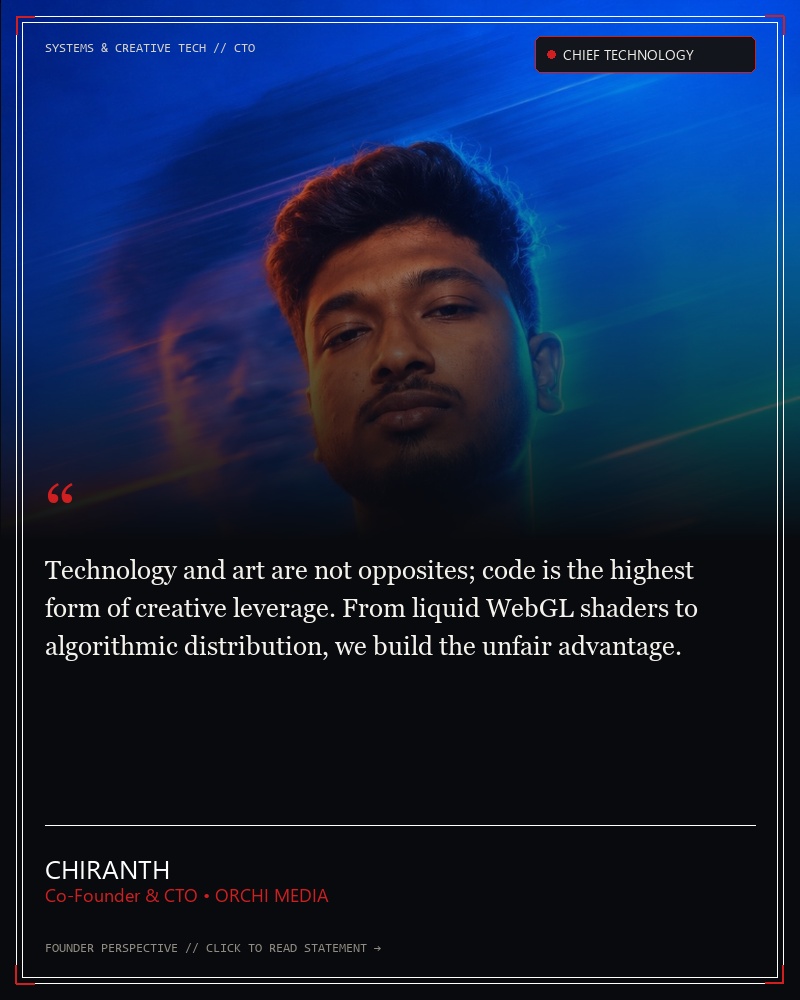 SYSTEMS & CREATIVE TECH // CTO
CHIEF TECHNOLOGY
“
Technology and art are not opposites; code is the highest
form of creative leverage. From liquid WebGL shaders to
algorithmic distribution, we build the unfair advantage.
CHIRANTH
Co-Founder & CTO • ORCHI MEDIA
FOUNDER PERSPECTIVE // CLICK TO READ STATEMENT →